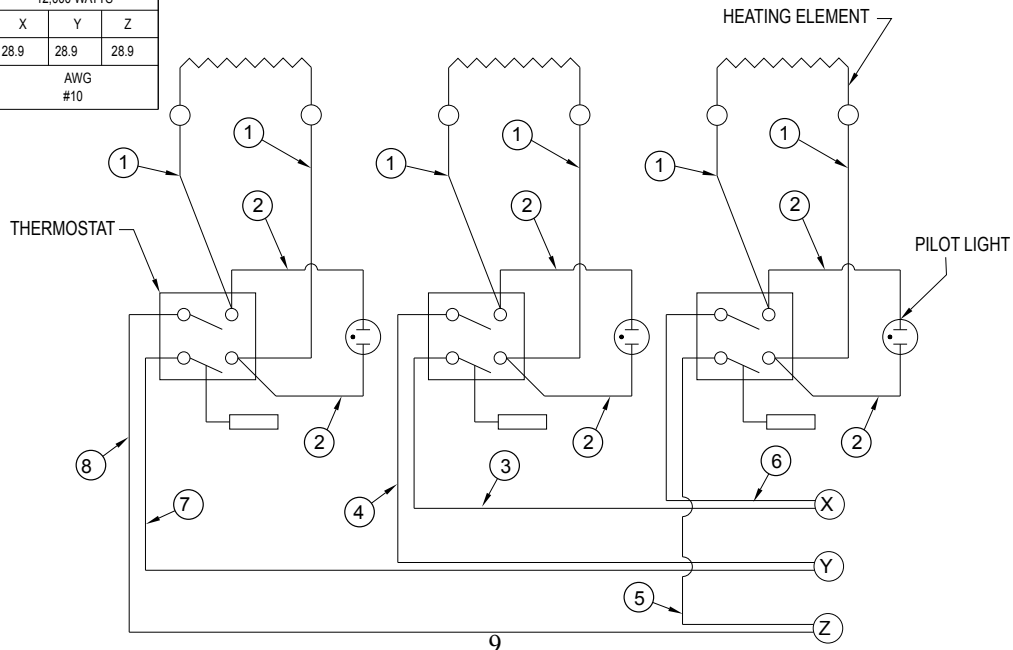 12,000 WATTS
X Y Z
28.9 28.9 28.9
AWG
#10
HEATING ELEMENT
1 1 1 1 1 1
2 2 2
THERMOSTAT
PILOT LIGHT
2 2 2
8 7 4 3 6
X
Y
5
Z
9